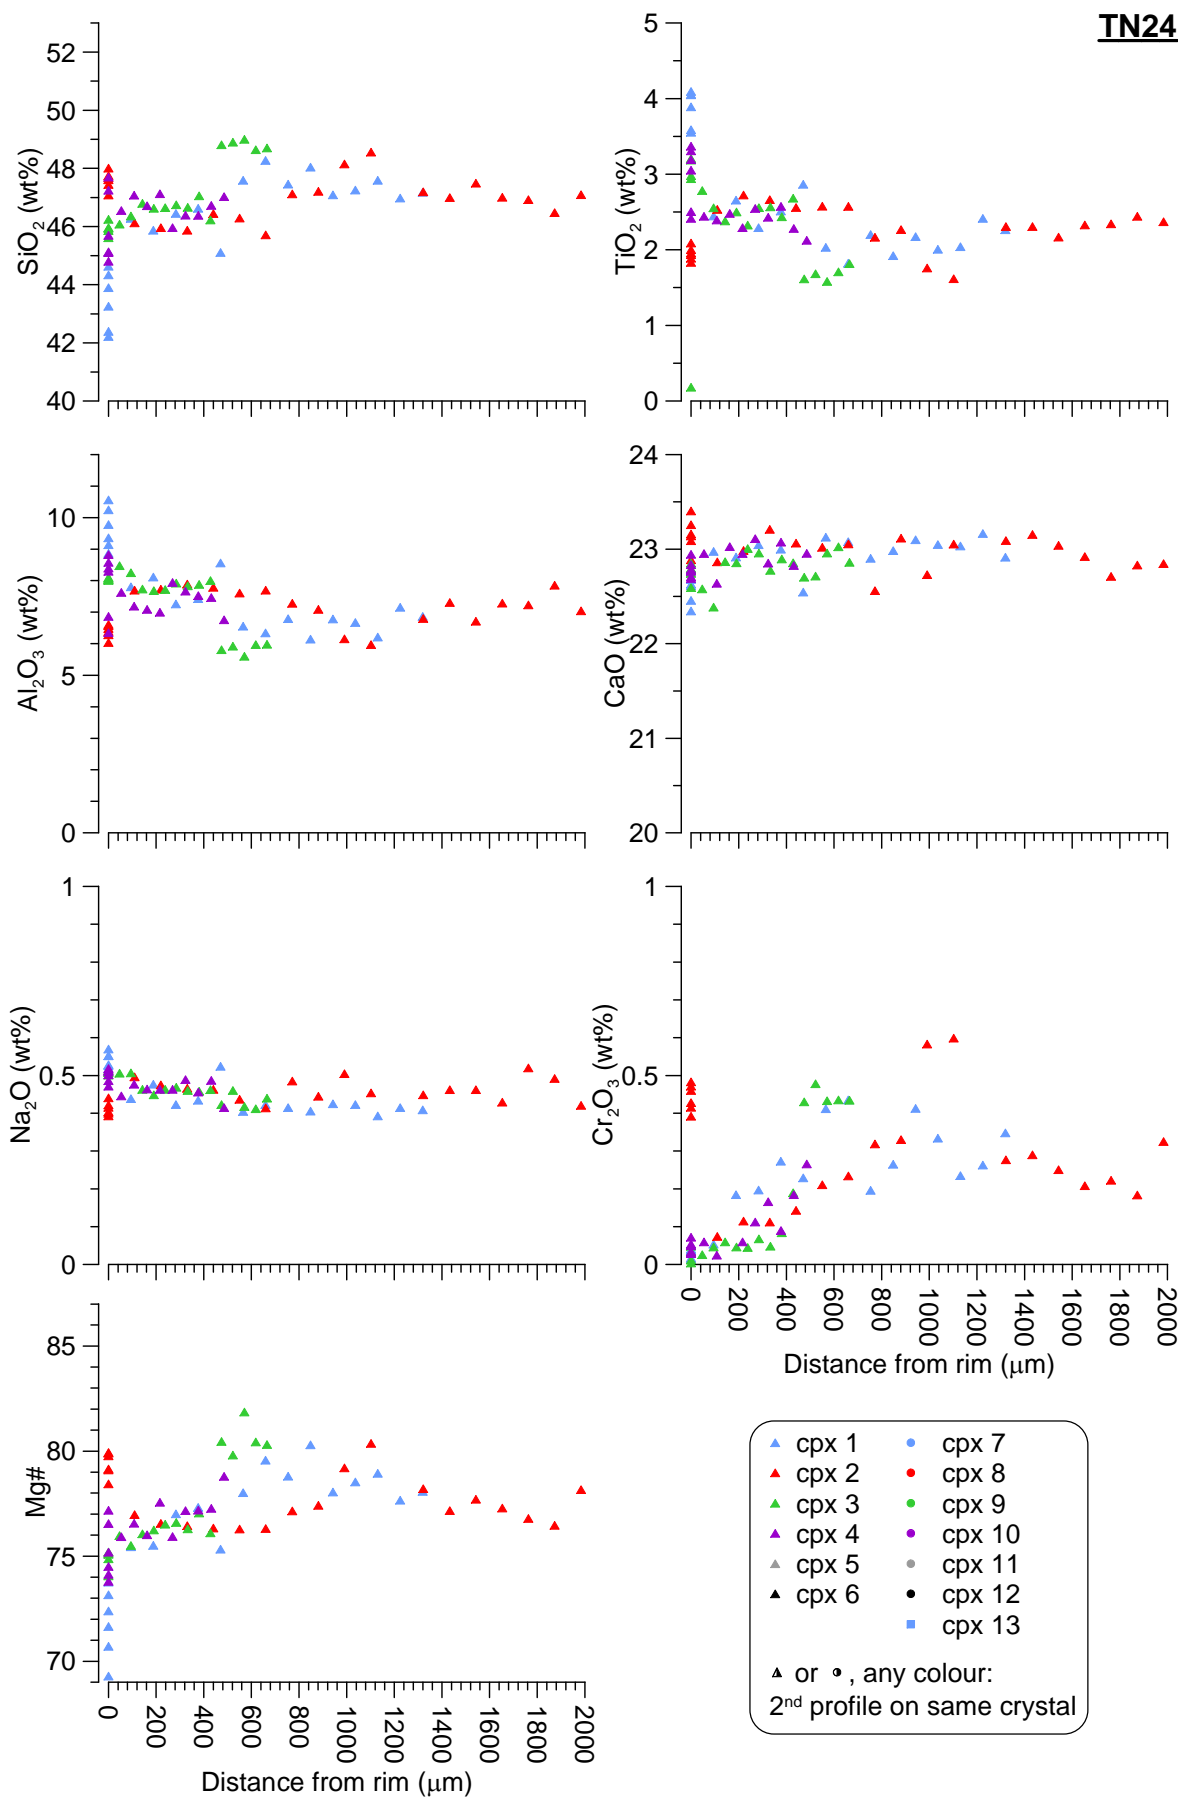 TN24
52
50
48
46
44
42
40
SiO2 (wt%)
5
4
3
2
1
0
TiO2 (wt%)
10
5
0
Al2O3 (wt%)
24
23
22
21
20
CaO (wt%)
1
0.5
0
Na2O (wt%)
1
0.5
0
Cr2O3 (wt%)
0
200
400
600
800
1000
1200
1400
1600
1800
2000
Distance from rim (μm)
85
80
75
70
Mg#
0
200
400
600
800
1000
1200
1400
1600
1800
2000
Distance from rim (μm)
cpx 1 cpx 7
cpx 2 cpx 8
cpx 3 cpx 9
cpx 4 cpx 10
cpx 5 cpx 11
cpx 6 cpx 12
cpx 13
or , any colour:
2nd profile on same crystal